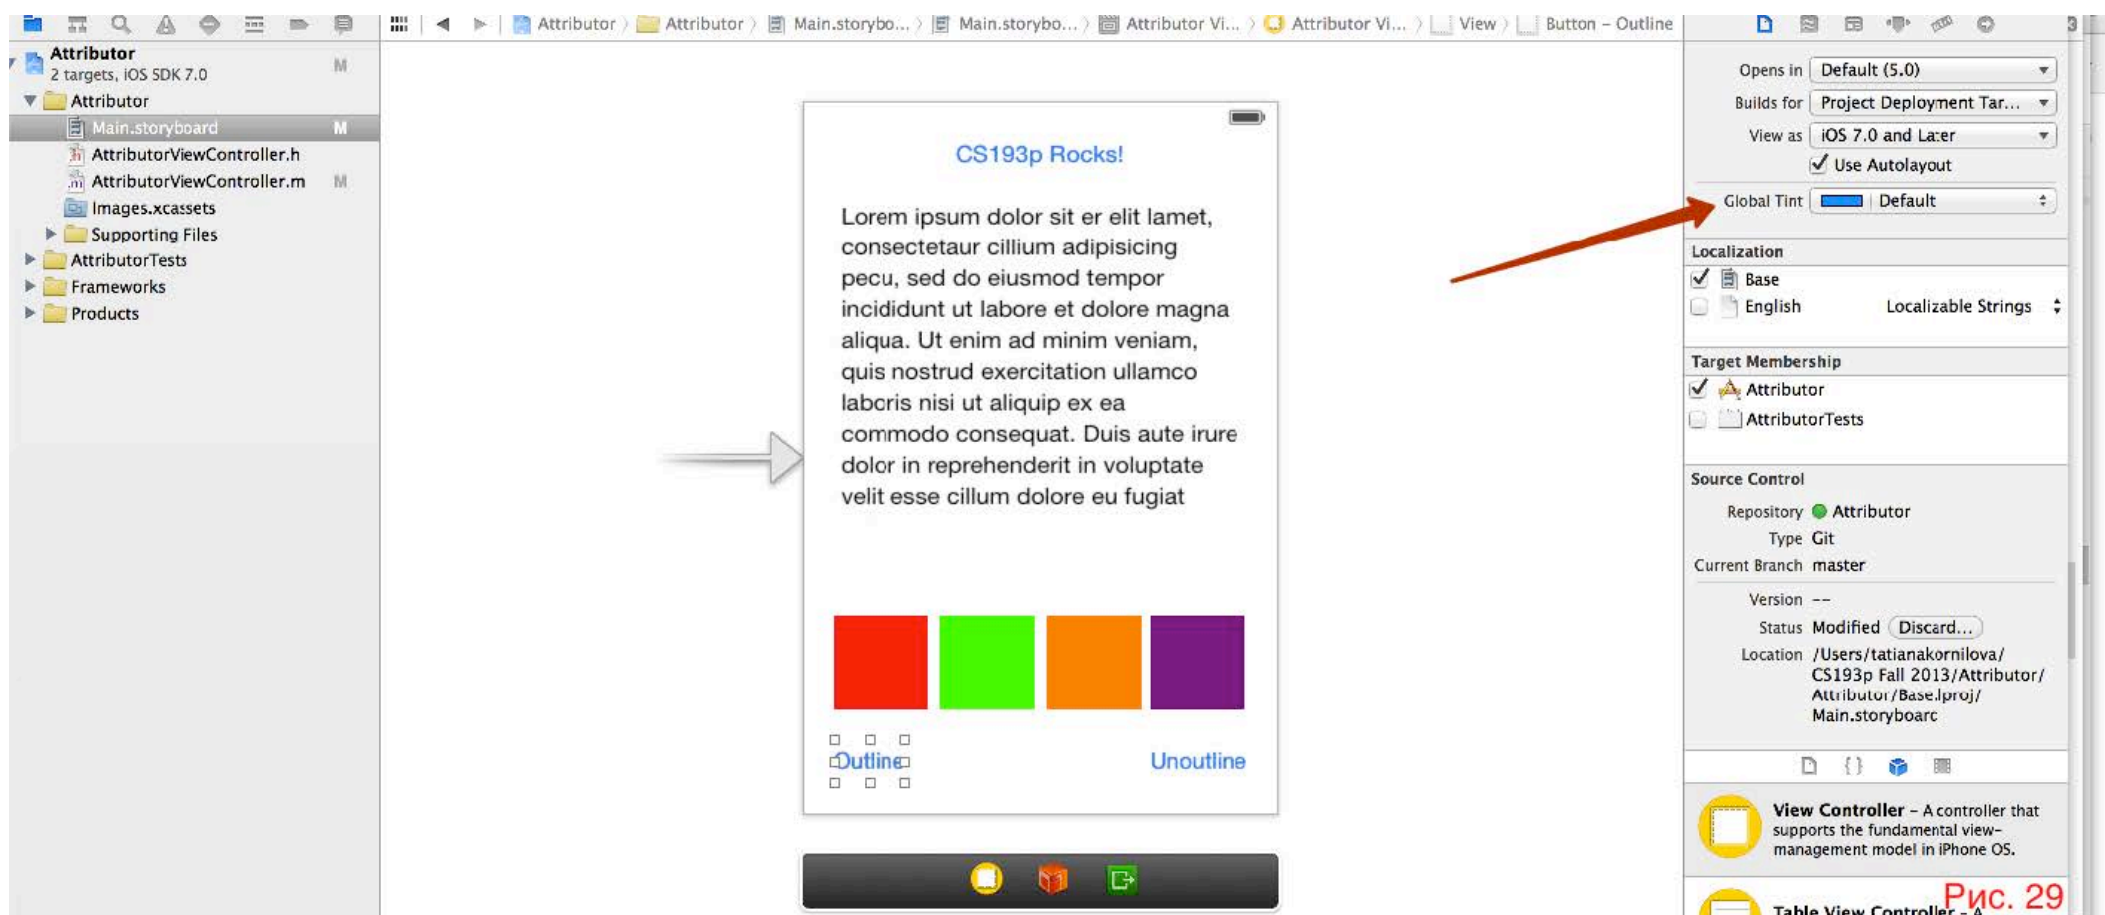 Attributor 〉 Attributor 〉 Main.storybo... 〉 Main.storybo... 〉 Attributor Vi... 〉 Attributor Vi... 〉 View 〉 Button – Outline
Attributor
2 targets, iOS SDK 7.0 M
Attributor
Main.storyboard M
AttributorViewController.h
AttributorViewController.m M
Images.xcassets
Supporting Files
AttributorTests
Frameworks
Products
CS193p Rocks!
Lorem ipsum dolor sit er elit lamet,
consectetaur cillium adipisicing
pecu, sed do eiusmod tempor
incididunt ut labore et dolore magna
aliqua. Ut enim ad minim veniam,
quis nostrud exercitation ullamco
laboris nisi ut aliquip ex ea
commodo consequat. Duis aute irure
dolor in reprehenderit in voluptate
velit esse cillum dolore eu fugiat
Outline Unoutline
Opens in Default (5.0)
Builds for Project Deployment Tar...
View as iOS 7.0 and Later
Use Autolayout
Global Tint Default
Localization
Base
English Localizable Strings
Target Membership
Attributor
AttributorTests
Source Control
Repository Attributor
Type Git
Current Branch master
Version --
Status Modified Discard...
Location /Users/tatianakornilova/
CS193p Fall 2013/Attributor/
Attributor/Base.lproj/
Main.storyboard
{ }
View Controller – A controller that
supports the fundamental view-
management model in iPhone OS.
Рис. 29
Table View Controller – A